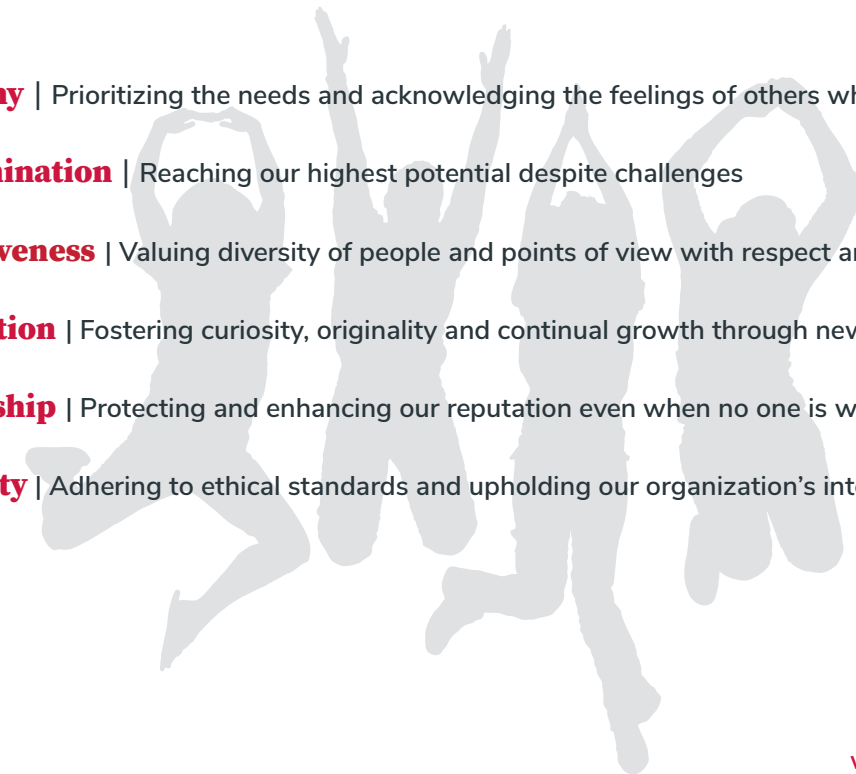 ny | Prioritizing the needs and acknowledging the feelings of others wh
ination | Reaching our highest potential despite challenges
veness | Valuing diversity of people and points of view with respect an
tion | Fostering curiosity, originality and continual growth through new
ship | Protecting and enhancing our reputation even when no one is w
ty | Adhering to ethical standards and upholding our organization’s inte